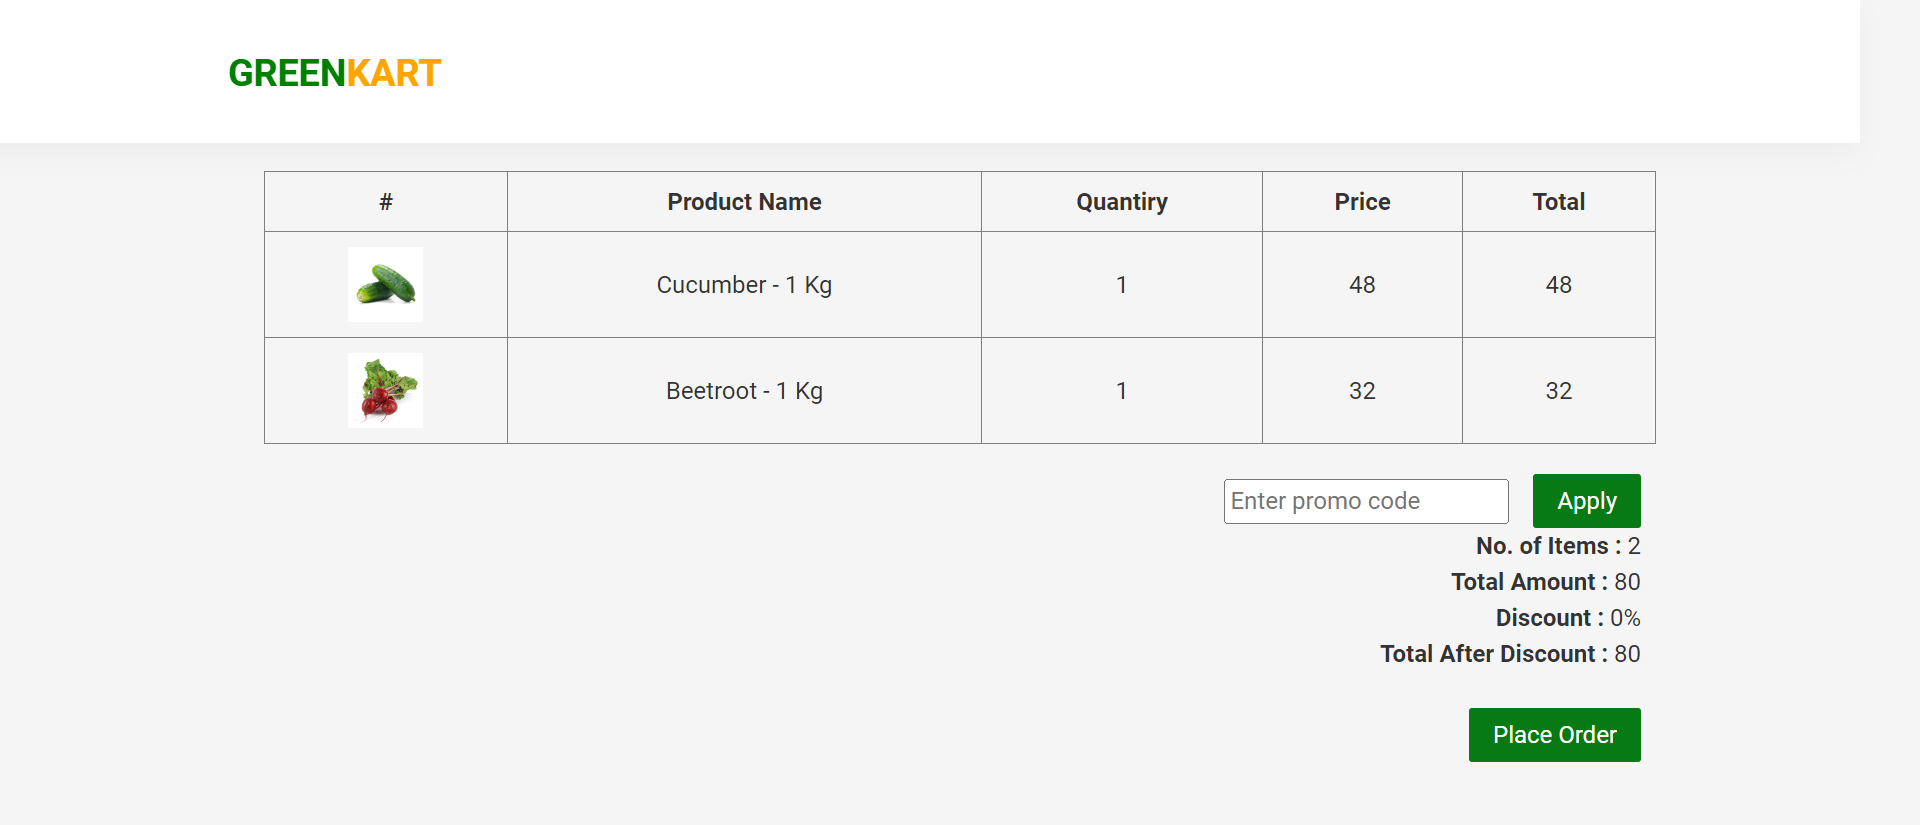 GREENKART
# Product Name Quantiry Price Total
Cucumber - 1 Kg 1 48 48
Beetroot - 1 Kg 1 32 32
Enter promo code Apply
No. of Items : 2
Total Amount : 80
Discount : 0%
Total After Discount : 80
Place Order